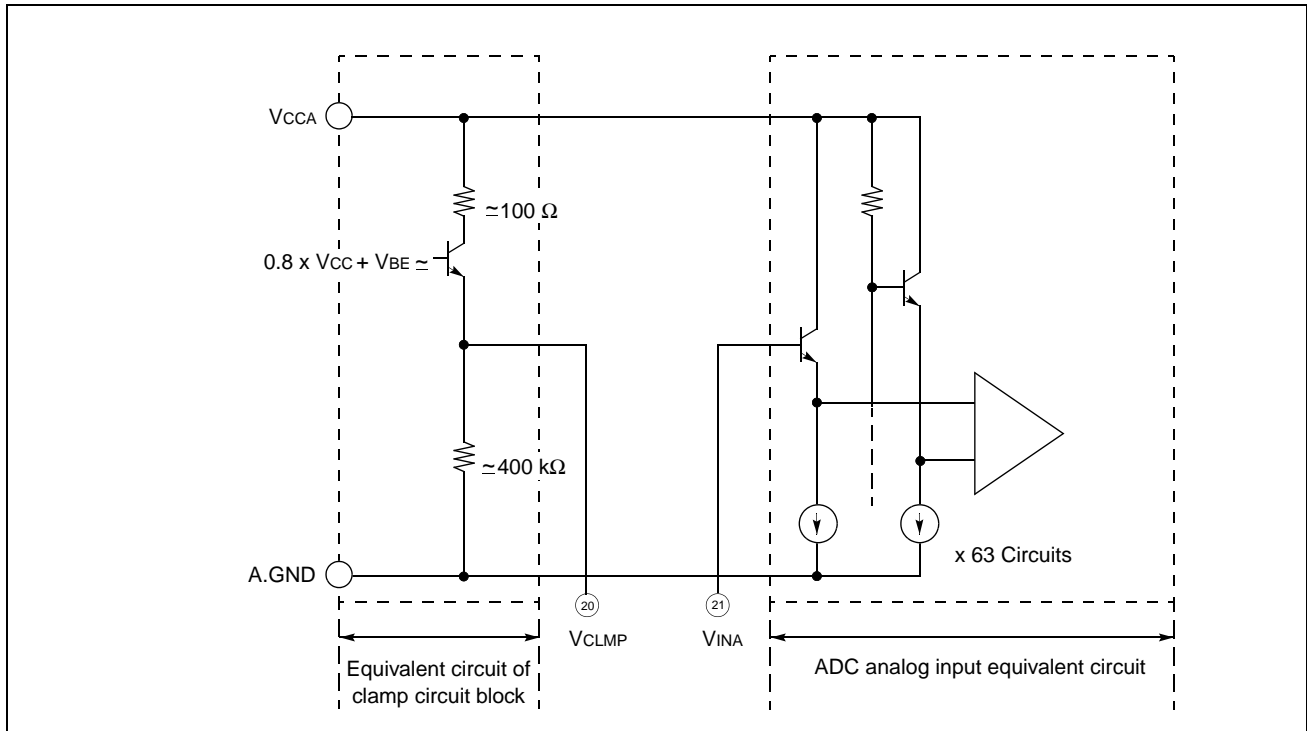 VCCA
≃100 Ω
0.8 x VCC + VBE ≃
≃400 kΩ
A.GND
x 63 Circuits
20
21
VCLMP
VINA
Equivalent circuit of
clamp circuit block
ADC analog input equivalent circuit